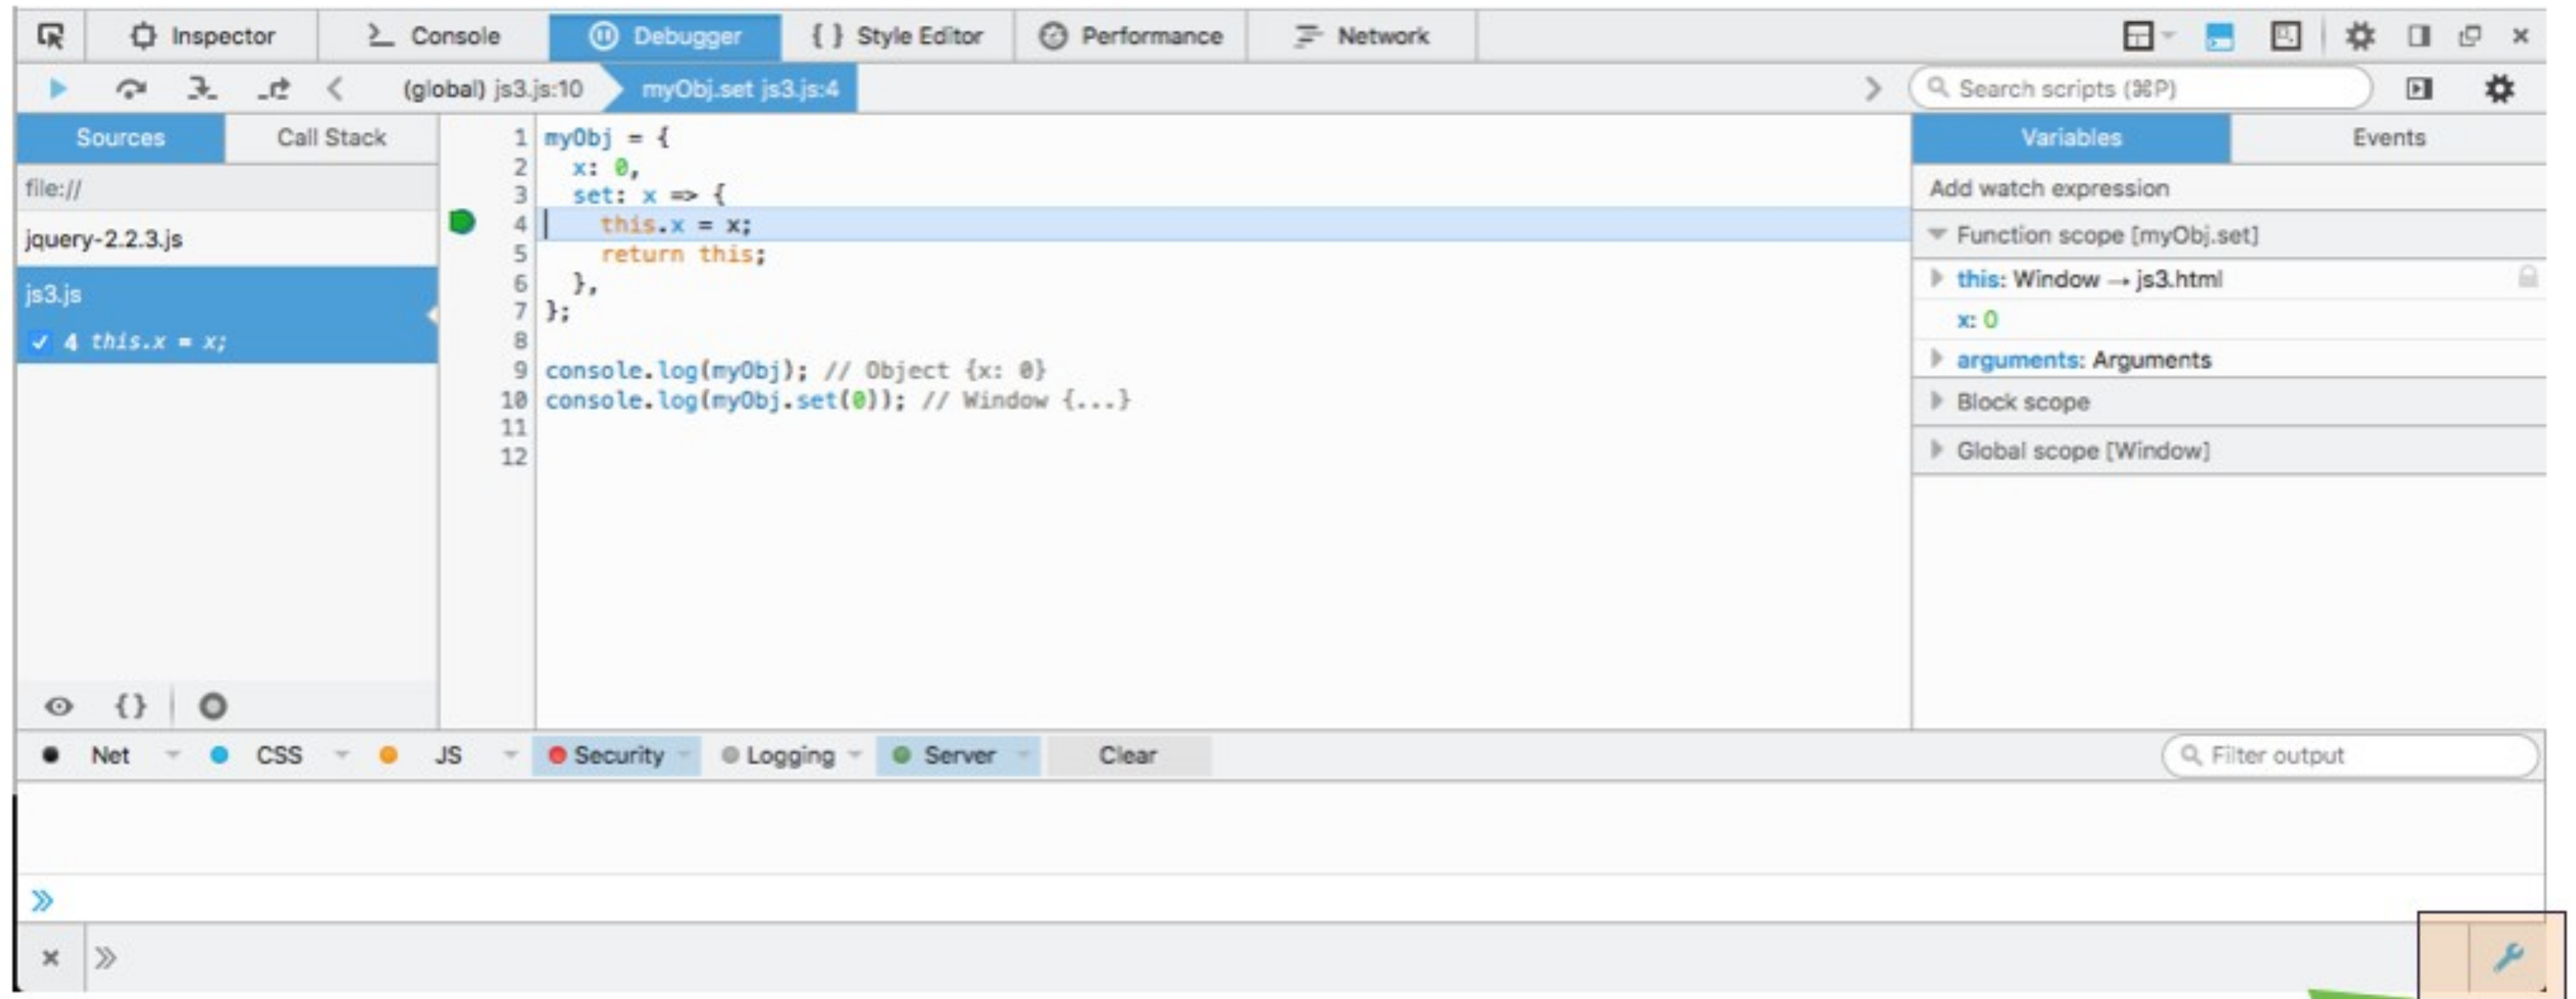 Inspector Console Debugger { } Style Editor Performance Network
(global) js3.js:10 myObj.set js3.js:4 Search scripts (⌘P)
Sources Call Stack
file://
jquery-2.2.3.js
js3.js
4 this.x = x;
1 myObj = {
2   x: 0,
3   set: x => {
4     this.x = x;
5     return this;
6   },
7 };
8
9 console.log(myObj); // Object {x: 0}
10 console.log(myObj.set(0)); // Window {...}
11
12
Variables Events
Add watch expression
Function scope [myObj.set]
this: Window → js3.html
x: 0
arguments: Arguments
Block scope
Global scope [Window]
{}
Net CSS JS Security Logging Server Clear Filter output
»
× »